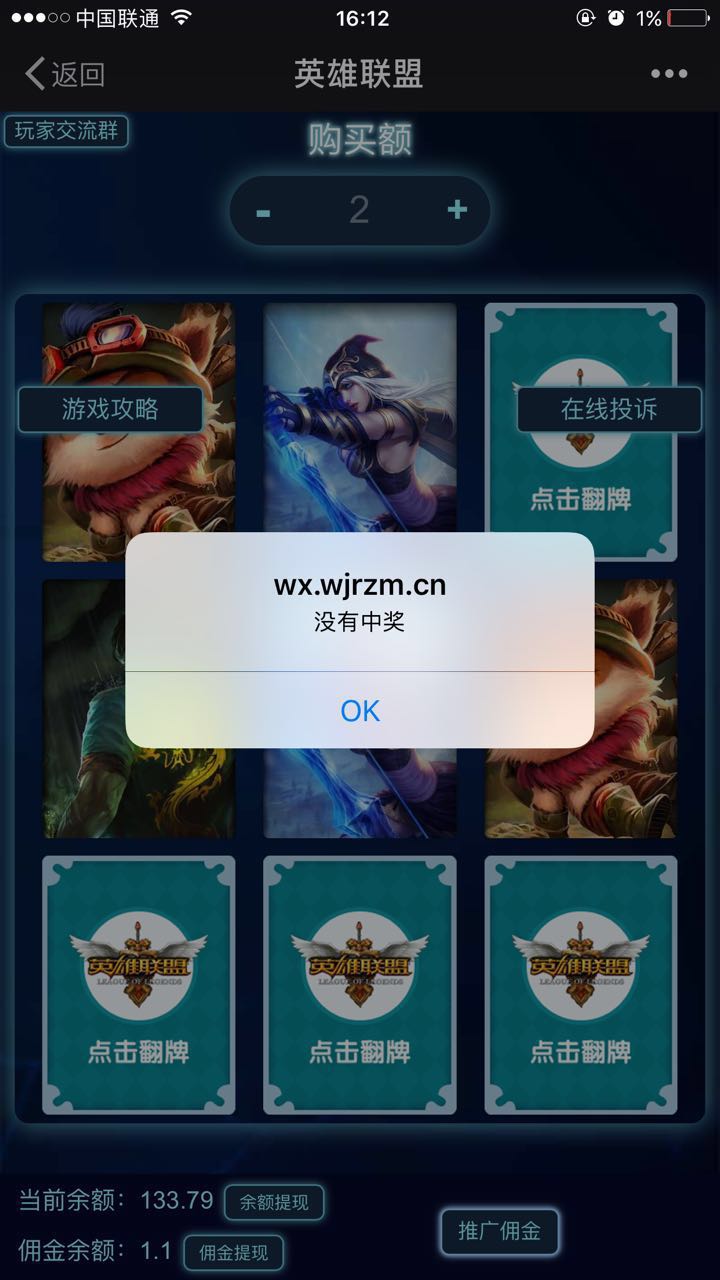 中国联通
16:12
1%
返回
英雄联盟
玩家交流群
购买额
- 2 +
游戏攻略
在线投诉
点击翻牌
wx.wjrzm.cn
没有中奖
OK
英雄联盟 英雄联盟 英雄联盟
LEAGUE OF LEGENDS LEAGUE OF LEGENDS LEAGUE OF LEGENDS
点击翻牌 点击翻牌 点击翻牌
当前余额：133.79 余额提现
推广佣金
佣金余额：1.1 佣金提现